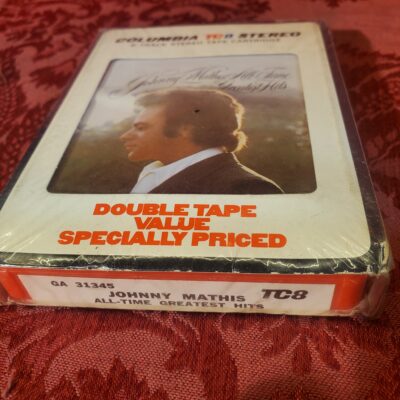 COLUMBIA TC8 STEREO
8-TRACK STEREO TAPE CARTRIDGE
Johnny Mathis' All-Time
Greatest Hits
DOUBLE TAPE
VALUE
SPECIALLY PRICED
GA 31345
JOHNNY MATHIS TC8
ALL-TIME GREATEST HITS